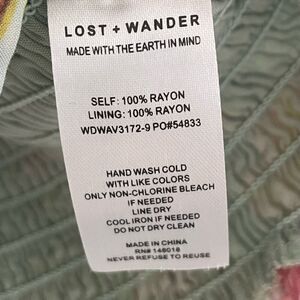 LOST + WANDER
MADE WITH THE EARTH IN MIND
SELF: 100% RAYON
LINING: 100% RAYON
WDWAV3172-9 PO#54833
HAND WASH COLD
WITH LIKE COLORS
ONLY NON-CHLORINE BLEACH
IF NEEDED
LINE DRY
COOL IRON IF NEEDED
DO NOT DRY CLEAN
MADE IN CHINA
RN# 146018
NEVER REFUSE TO REUSE